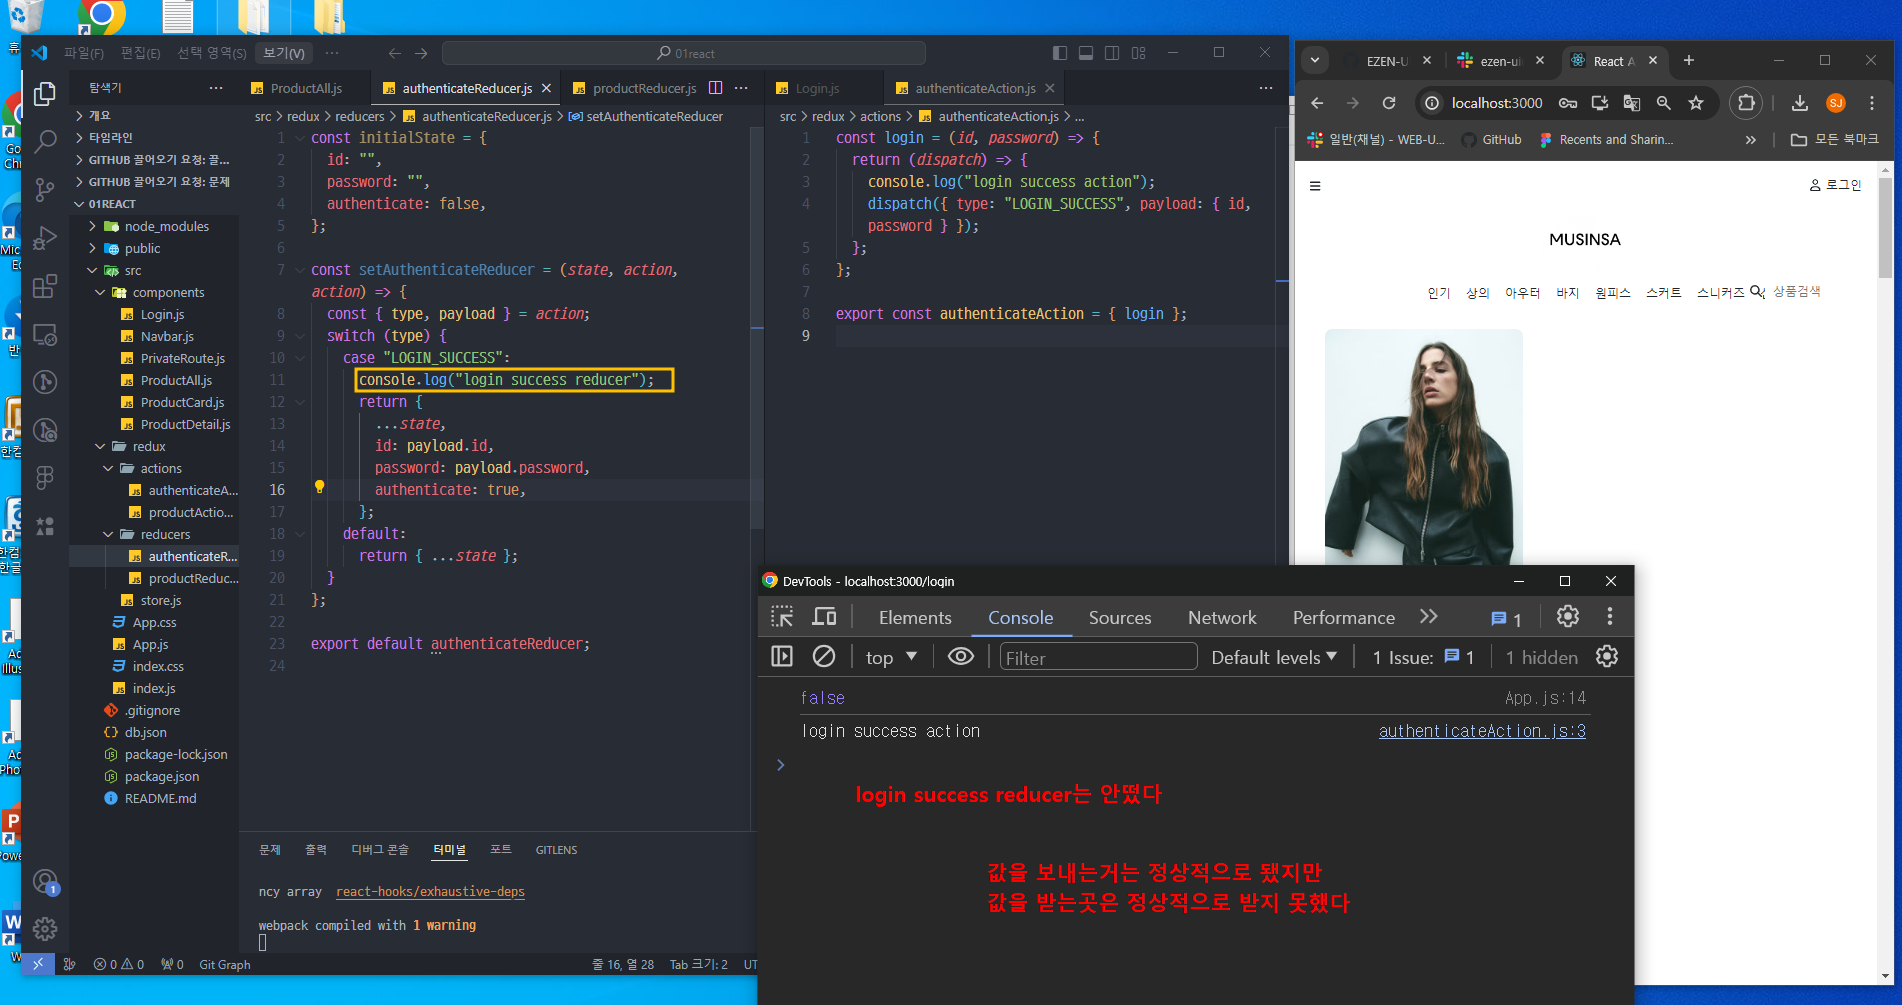 파일(F) 편집(E) 선택 영역(S) 보기(V) ··· 01react
탐색기 ···
개요
타임라인
GITHUB 끌어오기 요청: 끌...
GITHUB 끌어오기 요청: 문제
01REACT
node_modules
public
src
components
Login.js
Navbar.js
PrivateRoute.js
ProductAll.js
ProductCard.js
ProductDetail.js
redux
actions
authenticateA...
productActio...
reducers
authenticateR...
productReduc...
store.js
App.css
App.js
index.css
index.js
.gitignore
db.json
package-lock.json
package.json
README.md
ProductAll.js authenticateReducer.js productReducer.js ···
src > redux > reducers > authenticateReducer.js > setAuthenticateReducer
1 const initialState = {
2 id: "",
3 password: "",
4 authenticate: false,
5 };
6
7 const setAuthenticateReducer = (state, action,
action) => {
8 const { type, payload } = action;
9 switch (type) {
10 case "LOGIN_SUCCESS":
11 console.log("login success reducer");
12 return {
13 ...state,
14 id: payload.id,
15 password: payload.password,
16 authenticate: true,
17 };
18 default:
19 return { ...state };
20 }
21 };
22
23 export default authenticateReducer;
24
Login.js authenticateAction.js ···
src > redux > actions > authenticateAction.js > ...
1 const login = (id, password) => {
2 return (dispatch) => {
3 console.log("login success action");
4 dispatch({ type: "LOGIN_SUCCESS", payload: { id,
password } });
5 };
6 };
7
8 export const authenticateAction = { login };
9
문제 출력 디버그 콘솔 터미널 포트 GITLENS
ncy array react-hooks/exhaustive-deps
webpack compiled with 1 warning
0 0 0 Git Graph 줄 16, 열 28 Tab 크기: 2 UT
EZEN-U ezen-ui React A
localhost:3000 SJ
일반(채널) - WEB-U... GitHub Recents and Sharin... » 모든 북마크
로그인
MUSINSA
인기 상의 아우터 바지 원피스 스커트 스니커즈 상품검색
DevTools - localhost:3000/login
Elements Console Sources Network Performance 1
top Filter Default levels 1 Issue: 1 1 hidden
false App.js:14
login success action authenticateAction.js:3
login success reducer는 안떴다
값을 보내는거는 정상적으로 됐지만
값을 받는곳은 정상적으로 받지 못했다